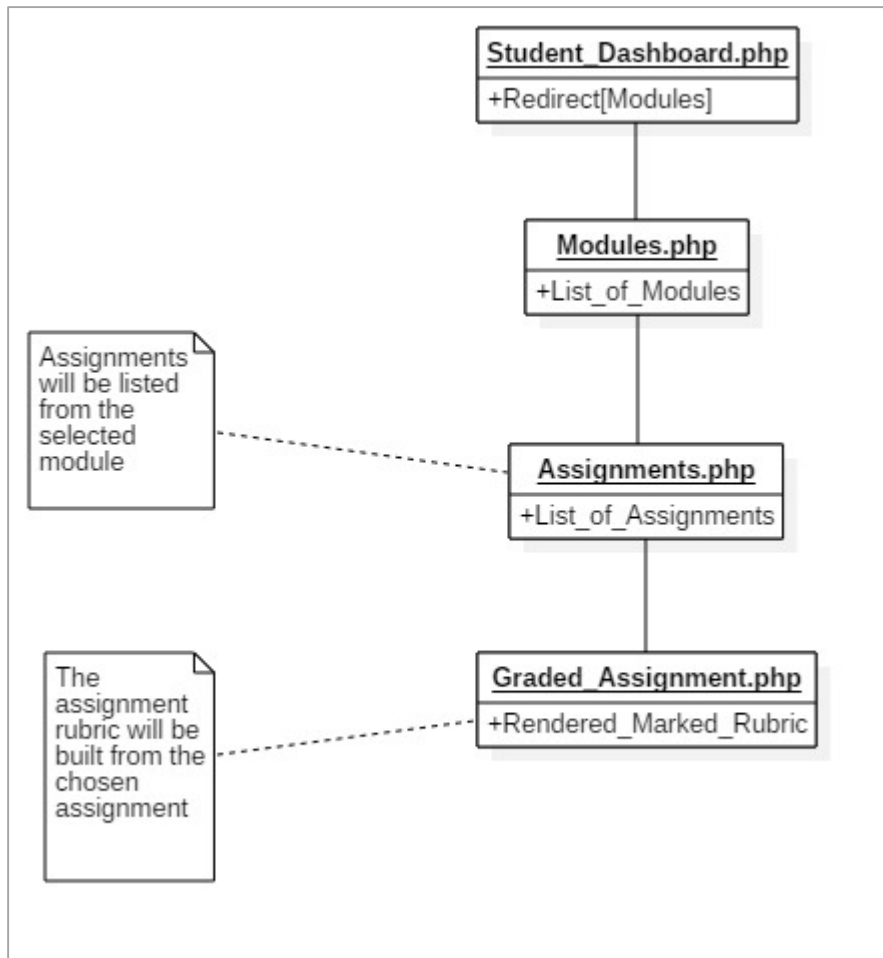 Student_Dashboard.php
+Redirect[Modules]
Modules.php
+List_of_Modules
Assignments
will be listed
from the
selected
module
Assignments.php
+List_of_Assignments
The
assignment
rubric will be
built from the
chosen
assignment
Graded_Assignment.php
+Rendered_Marked_Rubric